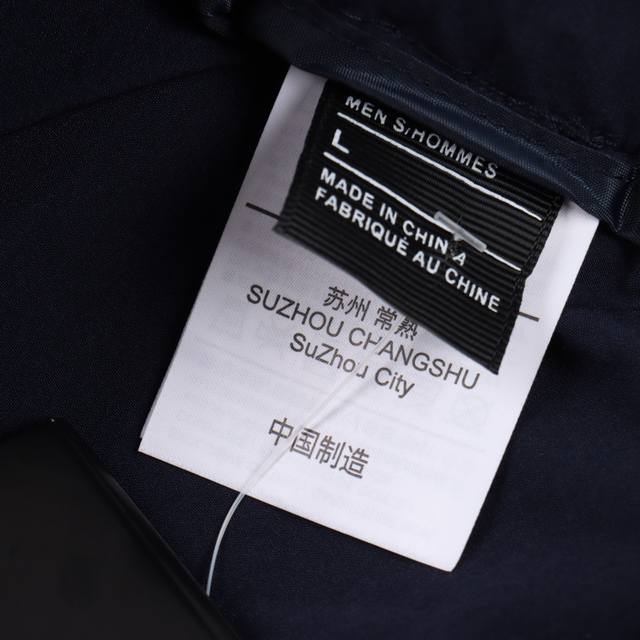 MEN S/HOMMES
L
MADE IN CHINA
FABRIQUÉ AU CHINE
苏州 常熟
SUZHOU CHANGSHU
SuZhou City
中国制造